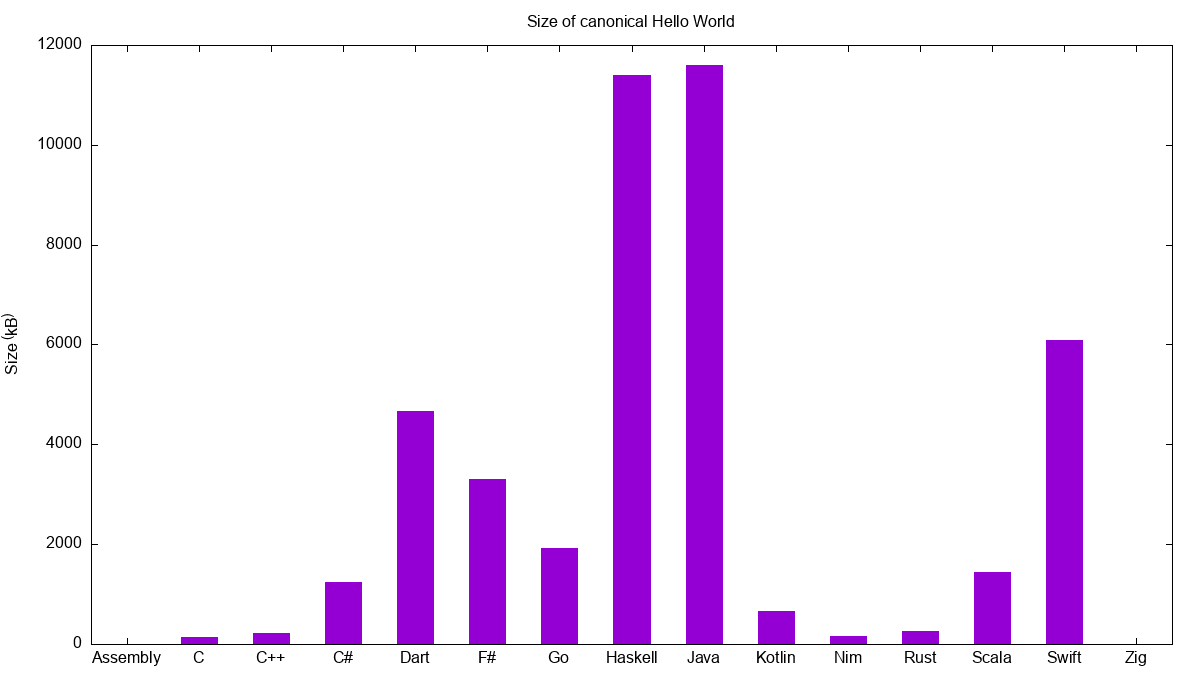 Size of canonical Hello World
12000
10000
8000
6000
4000
2000
0
Size (kB)
Assembly C C++ C# Dart F# Go Haskell Java Kotlin Nim Rust Scala Swift Zig